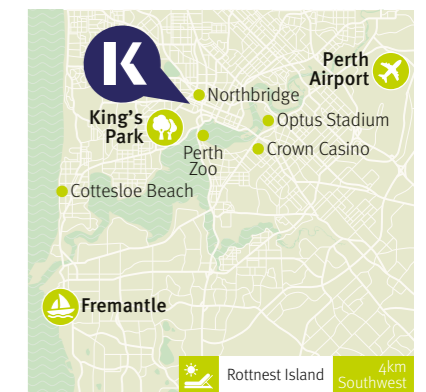 K
Perth
Airport
Northbridge
King's
Park
Optus Stadium
Perth
Zoo
Crown Casino
Cottesloe Beach
Fremantle
Rottnest Island
4km
Southwest